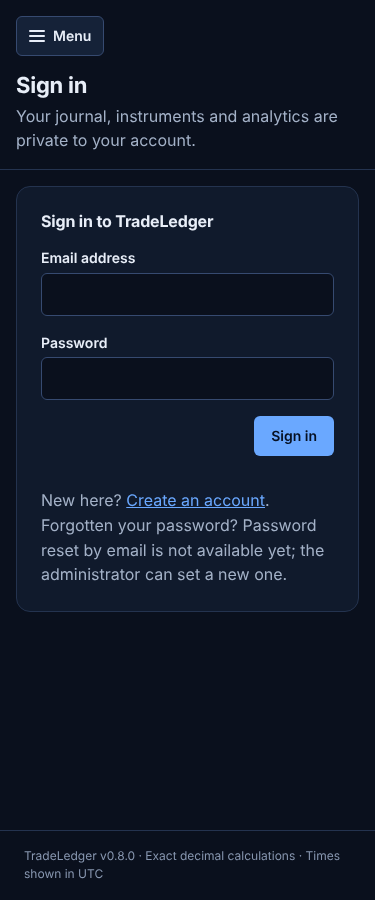 Menu
Sign in
Your journal, instruments and analytics are
private to your account.
Sign in to TradeLedger
Email address
Password
Sign in
New here? Create an account.
Forgotten your password? Password
reset by email is not available yet; the
administrator can set a new one.
TradeLedger v0.8.0 · Exact decimal calculations · Times
shown in UTC